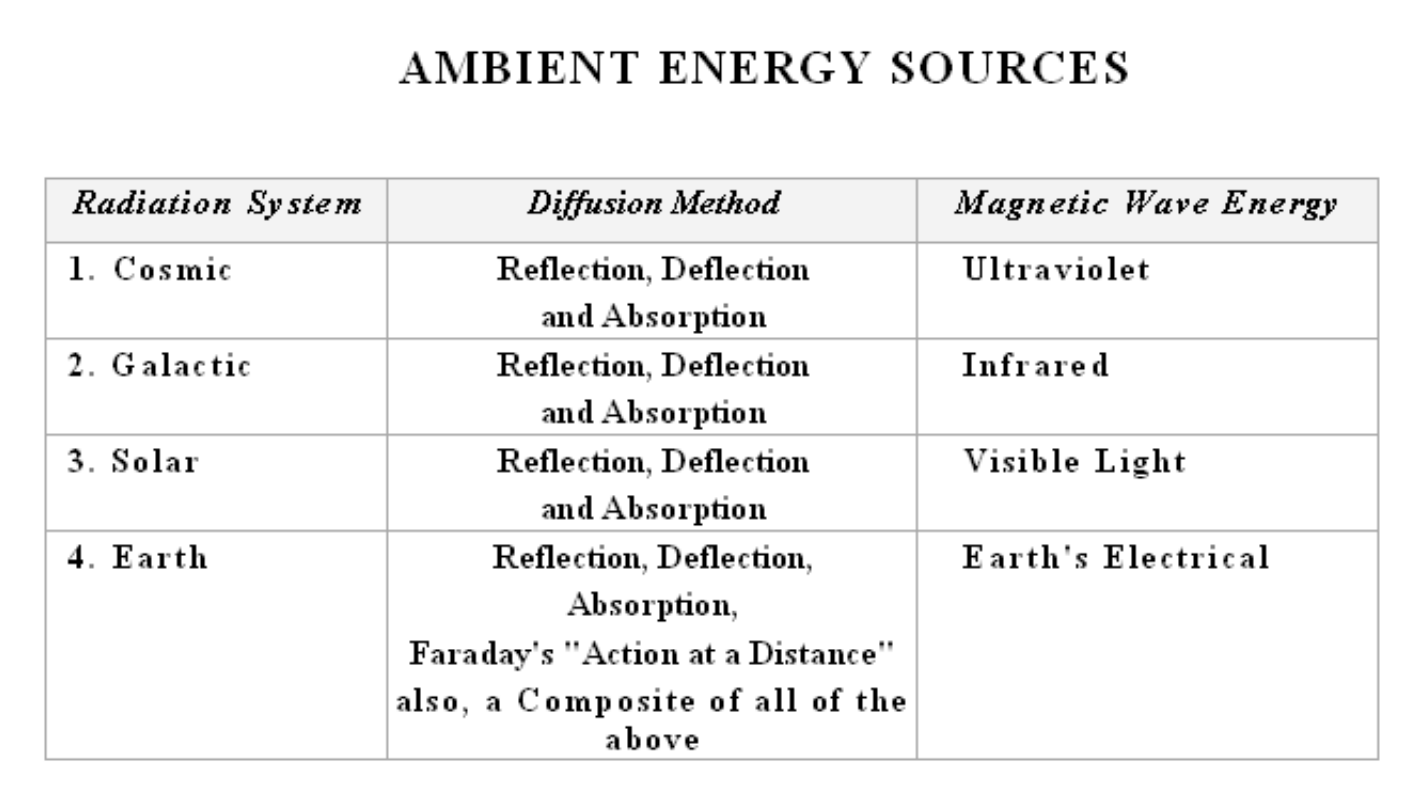 AMBIENT ENERGY SOURCES
Radiation System Diffusion Method Magnetic Wave Energy
1. Cosmic Reflection, Deflection Ultraviolet
and Absorption
2. Galactic Reflection, Deflection Infrared
and Absorption
3. Solar Reflection, Deflection Visible Light
and Absorption
4. Earth Reflection, Deflection, Earth's Electrical
Absorption,
Faraday's "Action at a Distance"
also, a Composite of all of the
above